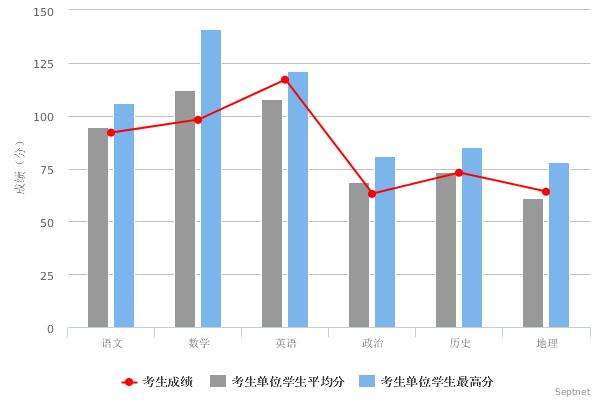 150
125
100
75
50
25
0
成绩（分）
语文 数学 英语 政治 历史 地理
考生成绩 考生单位学生平均分 考生单位学生最高分
Septnet